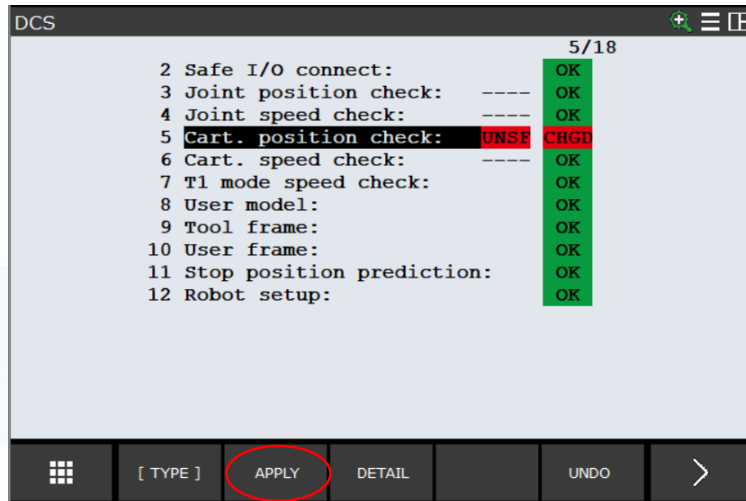 DCS
5/18
2 Safe I/O connect: OK
3 Joint position check: ---- OK
4 Joint speed check: ---- OK
5 Cart. position check: UNSF CHGD
6 Cart. speed check: ---- OK
7 T1 mode speed check: OK
8 User model: OK
9 Tool frame: OK
10 User frame: OK
11 Stop position prediction: OK
12 Robot setup: OK
[ TYPE ] APPLY DETAIL UNDO